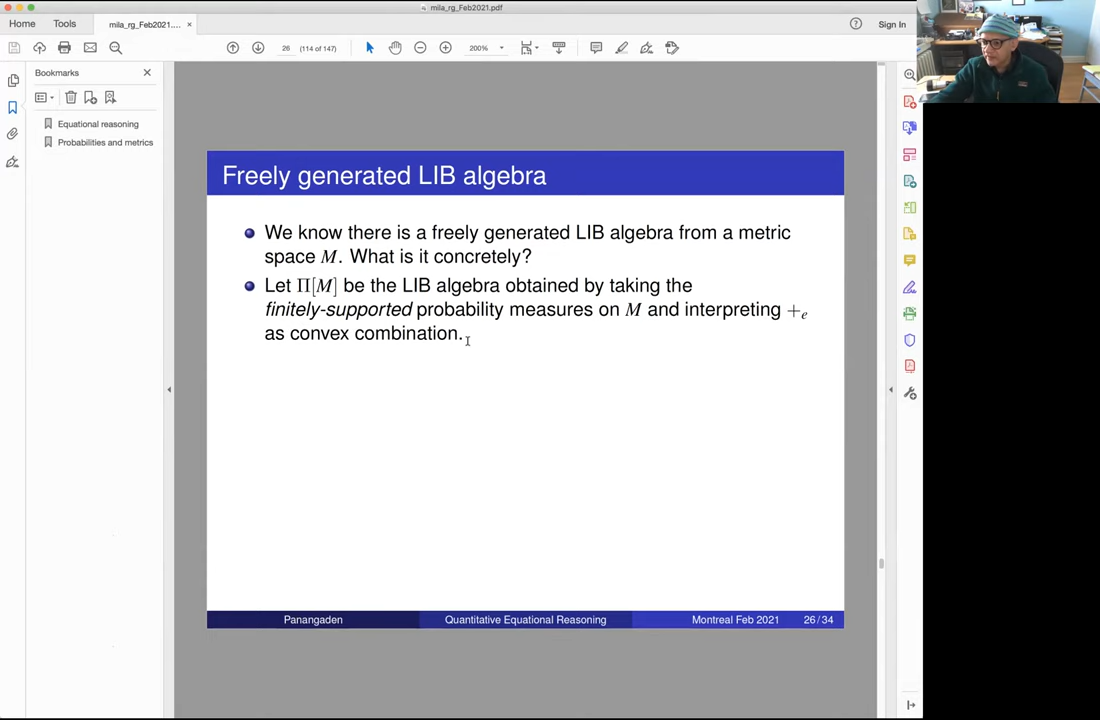 mila_rg_Feb2021.pdf
Home
Tools
mila_rg_Feb2021.... ×
Sign In
26
(114 of 147)
200%
Bookmarks
Equational reasoning
Probabilities and metrics
Freely generated LIB algebra
We know there is a freely generated LIB algebra from a metric
space M. What is it concretely?
Let Π[M] be the LIB algebra obtained by taking the
finitely-supported probability measures on M and interpreting +e
as convex combination.
Panangaden
Quantitative Equational Reasoning
Montreal Feb 2021
26 / 34